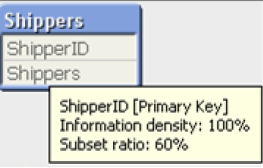 Shippers
ShipperID
Shippers
ShipperID [Primary Key]
Information density: 100%
Subset ratio: 60%